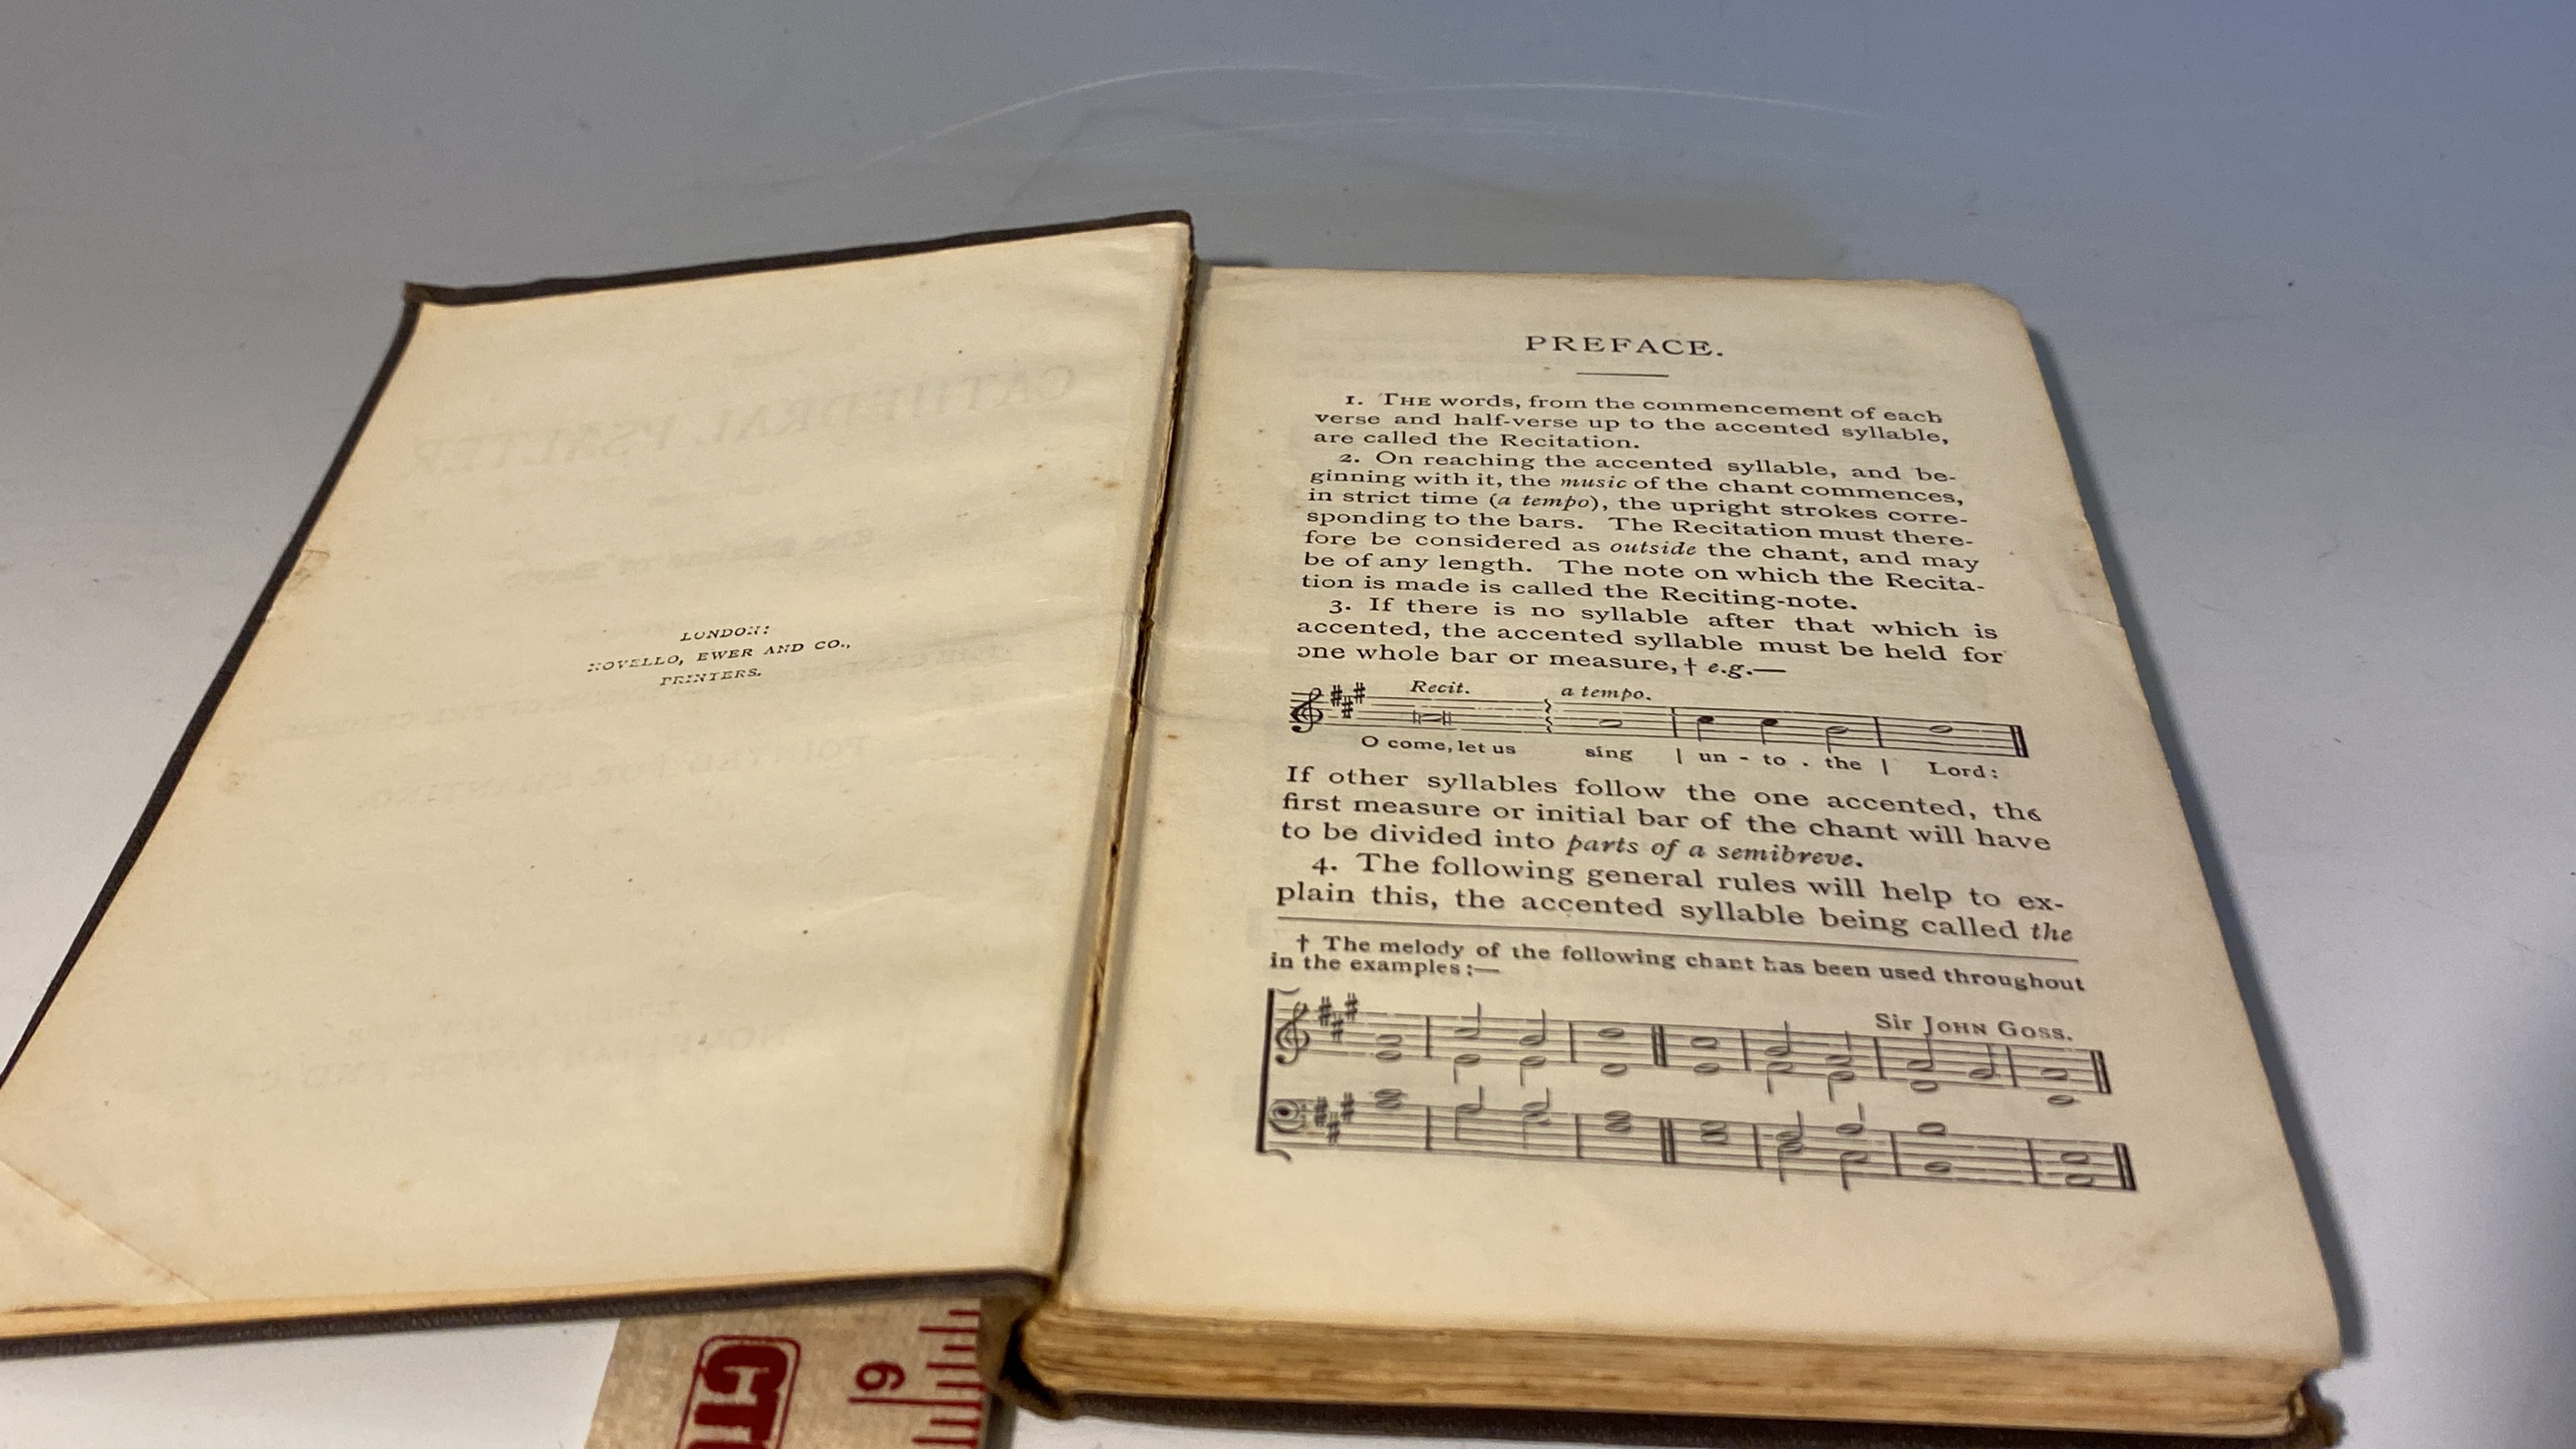 LONDON:
NOVELLO, EWER AND CO.,
PRINTERS.
PREFACE.
1. THE words, from the commencement of each
verse and half-verse up to the accented syllable,
are called the Recitation.
2. On reaching the accented syllable, and be-
ginning with it, the music of the chant commences,
in strict time (a tempo), the upright strokes corre-
sponding to the bars. The Recitation must there-
fore be considered as outside the chant, and may
be of any length. The note on which the Recita-
tion is made is called the Reciting-note.
3. If there is no syllable after that which is
accented, the accented syllable must be held for
one whole bar or measure, † e.g.—
Recit. a tempo.
O come, let us sing | un - to . the | Lord:
If other syllables follow the one accented, the
first measure or initial bar of the chant will have
to be divided into parts of a semibreve.
4. The following general rules will help to ex-
plain this, the accented syllable being called the
† The melody of the following chant has been used throughout
in the examples:—
Sir JOHN GOSS.
9